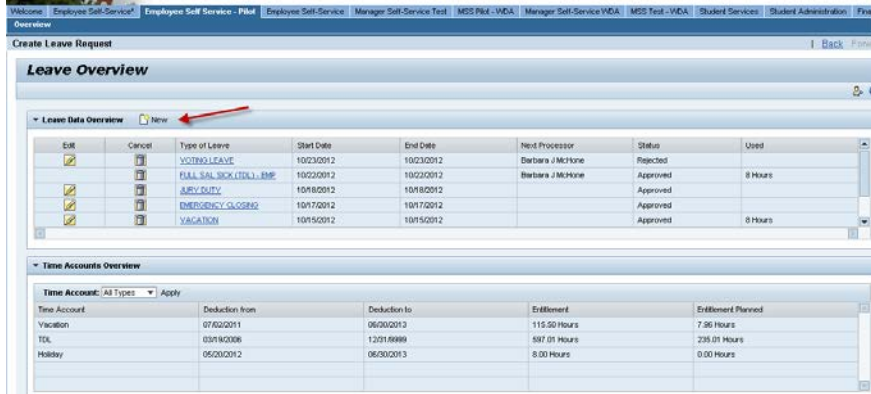 Welcome Employee Self-Service* Employee Self Service - Pilot Employee Self-Service Manager Self-Service Test MSS Pilot - WDA Manager Self-Service WDA MSS Test - WDA Student Services Student Administration Fina
Overview
Create Leave Request | Back Forw
Leave Overview
Leave Data Overview New
Edit Cancel Type of Leave Start Date End Date Next Processor Status Used
VOTING LEAVE 10/23/2012 10/23/2012 Barbara J McHone Rejected
FULL SAL SICK (TDL) - EMP 10/22/2012 10/22/2012 Barbara J McHone Approved 8 Hours
JURY DUTY 10/18/2012 10/18/2012 Approved
EMERGENCY CLOSING 10/17/2012 10/17/2012 Approved
VACATION 10/15/2012 10/15/2012 Approved 8 Hours
Time Accounts Overview
Time Account: All Types Apply
Time Account Deduction from Deduction to Entitlement Entitlement Planned
Vacation 07/02/2011 06/30/2013 115.50 Hours 7.96 Hours
TDL 03/19/2006 12/31/9999 597.01 Hours 235.01 Hours
Holiday 05/20/2012 06/30/2013 8.00 Hours 0.00 Hours